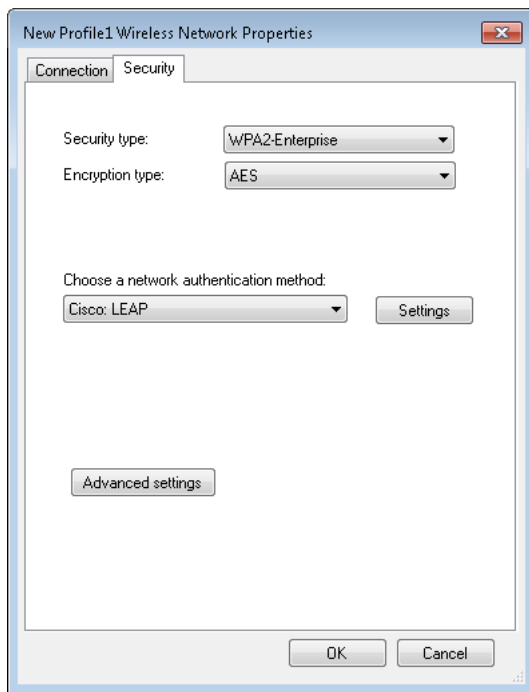 New Profile1 Wireless Network Properties
Connection
Security
Security type:
WPA2-Enterprise
Encryption type:
AES
Choose a network authentication method:
Cisco: LEAP
Settings
Advanced settings
OK
Cancel